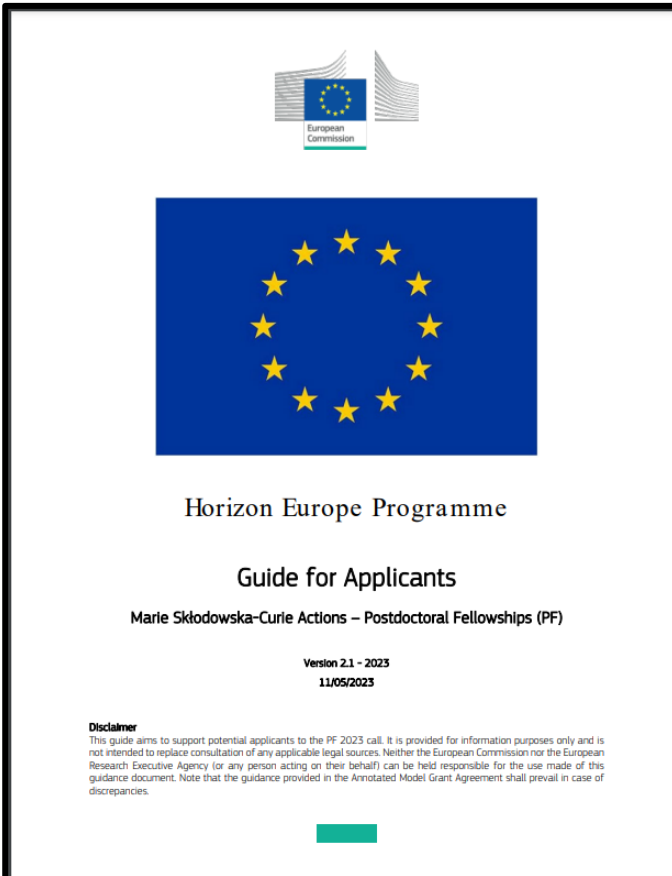 European
Commission
Horizon Europe Programme
Guide for Applicants
Marie Skłodowska-Curie Actions – Postdoctoral Fellowships (PF)
Version 2.1 - 2023
11/05/2023
Disclaimer
This guide aims to support potential applicants to the PF 2023 call. It is provided for information purposes only and is
not intended to replace consultation of any applicable legal sources. Neither the European Commission nor the European
Research Executive Agency (or any person acting on their behalf) can be held responsible for the use made of this
guidance document. Note that the guidance provided in the Annotated Model Grant Agreement shall prevail in case of
discrepancies.